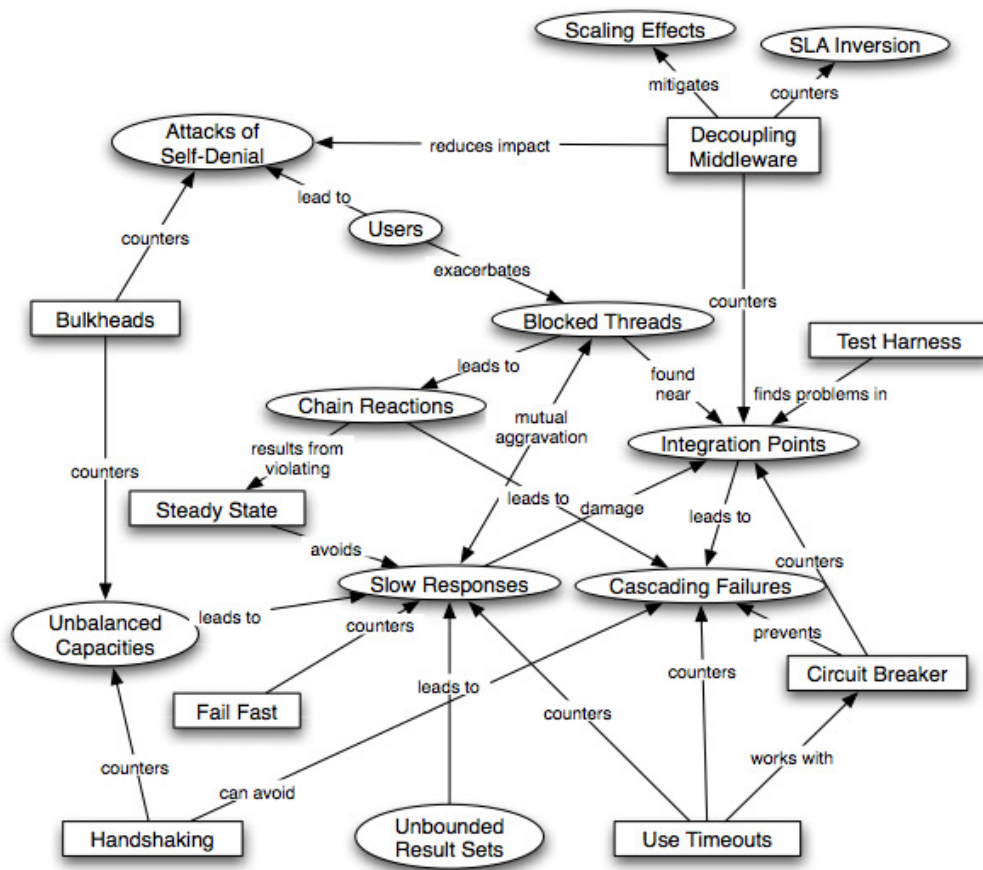 Scaling Effects
SLA Inversion
mitigates
counters
Attacks of
Self-Denial
reduces impact
Decoupling
Middleware
lead to
Users
counters
exacerbates
counters
Bulkheads
Blocked Threads
Test Harness
leads to
found
near
finds problems in
Chain Reactions
mutual
aggravation
Integration Points
results from
violating
counters
leads to
damage
Steady State
leads to
avoids
counters
Slow Responses
Cascading Failures
Unbalanced
Capacities
leads to
counters
prevents
Circuit Breaker
leads to
counters
Fail Fast
counters
works with
counters
can avoid
Handshaking
Unbounded
Result Sets
Use Timeouts